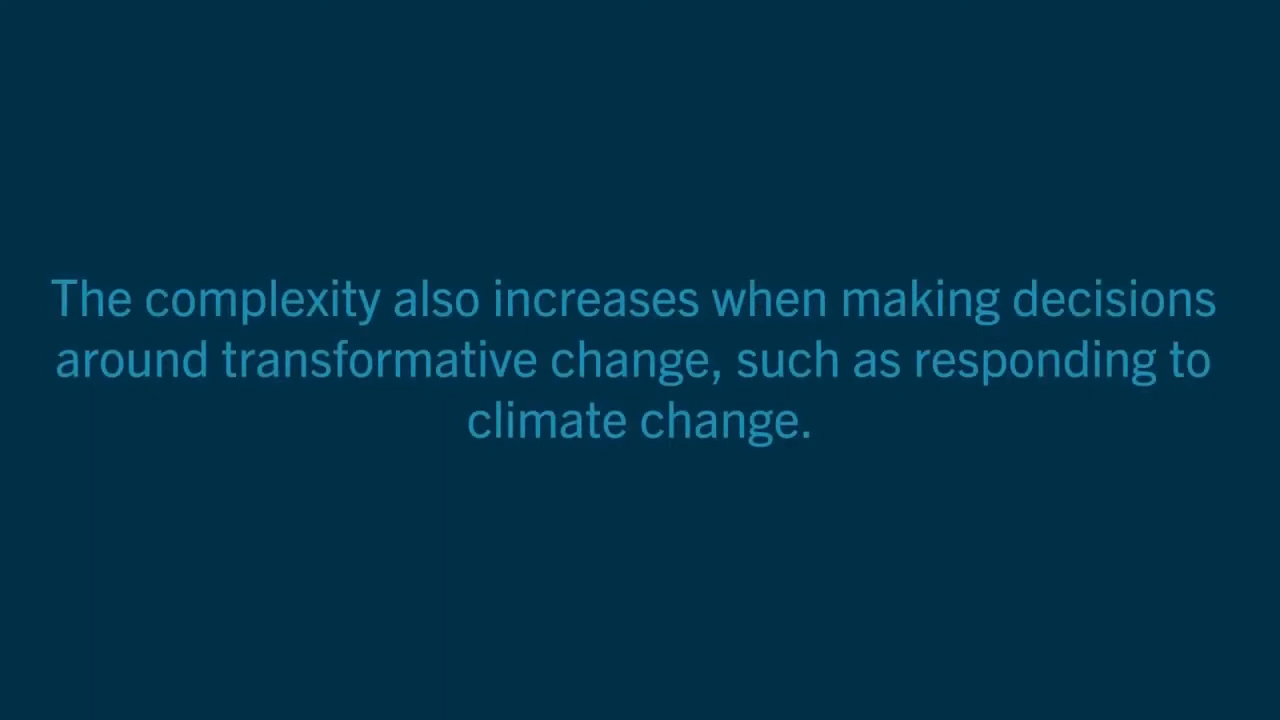 The complexity also increases when making decisions
around transformative change, such as responding to
climate change.